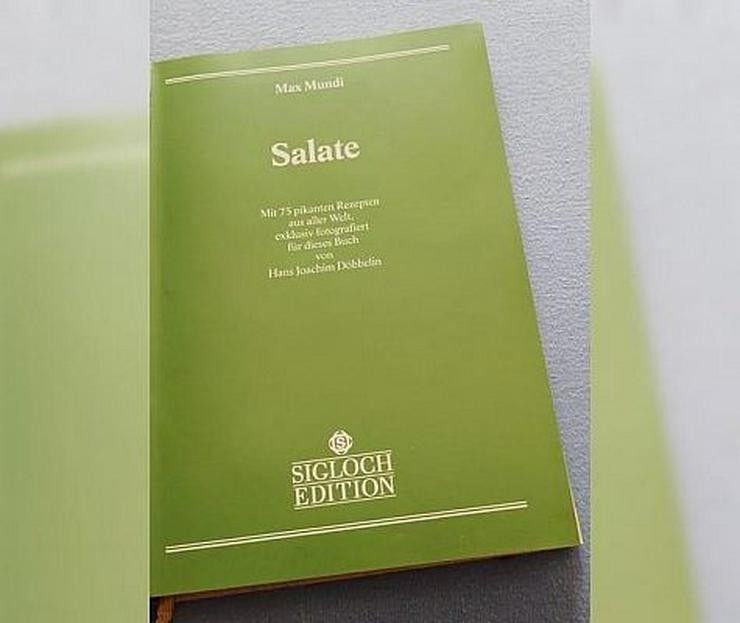 Max Mundi
Salate
Mit 75 pikanten Rezepten
aus aller Welt,
exklusiv fotografiert
für dieses Buch
von
Hans Joachim Döbbelin
S
SIGLOCH
EDITION